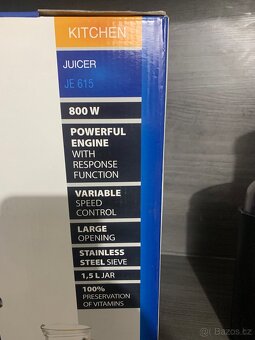 KITCHEN
JUICER
JE 615
800 W
POWERFUL
ENGINE
WITH
RESPONSE
FUNCTION
VARIABLE
SPEED
CONTROL
LARGE
OPENING
STAINLESS
STEEL SIEVE
1,5 L JAR
100%
PRESERVATION
OF VITAMINS
Bazos.cz